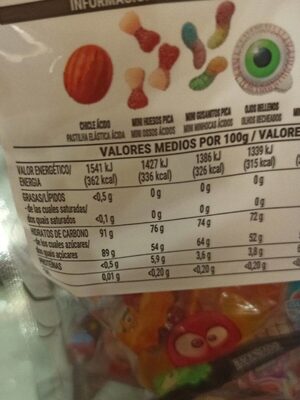 INFORMACIÓN
CHICLE ÁCIDO MINI HUESOS PICA MINI GUSANITOS PICA OJOS RELLENOS
PASTILHA ELÁSTICA ÁCIDA MINI OSSOS ÁCIDOS MINI MINHOCAS ÁCIDOS OLHOS RECHEADOS
VALORES MEDIOS POR 100g / VALORE
VALOR ENERGÉTICO/ 1541 kJ 1427 kJ 1386 kJ 1339 kJ
ENERGIA (362 kcal) (336 kcal) (326 kcal) (315 kcal)
GRASAS/LÍPIDOS <0,5 g 0 g 0 g 0 g
- de las cuales saturadas/
dos quais saturados <0,1 g 0 g 0 g 0 g
HIDRATOS DE CARBONO 91 g 76 g 74 g 72 g
- de los cuales azúcares/
dos quais açúcares 89 g 54 g 64 g 52 g
<0,5 g 5,9 g 3,6 g 3,8 g
0,01 g <0,20 g <0,20 g <0,20 g